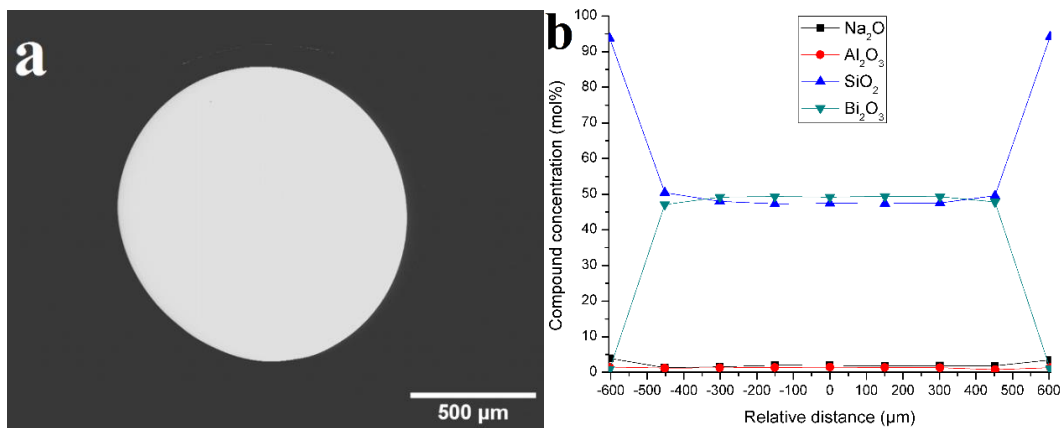 a
500 µm
b
Na₂O
Al₂O₃
SiO₂
Bi₂O₃
Compound concentration (mol%)
100
90
80
70
60
50
40
30
20
10
0
-600 -500 -400 -300 -200 -100 0 100 200 300 400 500 600
Relative distance (µm)